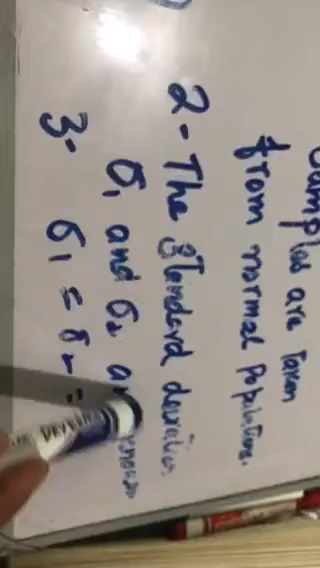 Samples are taken
from normal Populations.
2- The Standard deviation
σ₁ and σ₂ are
3- σ₁ = σ₂